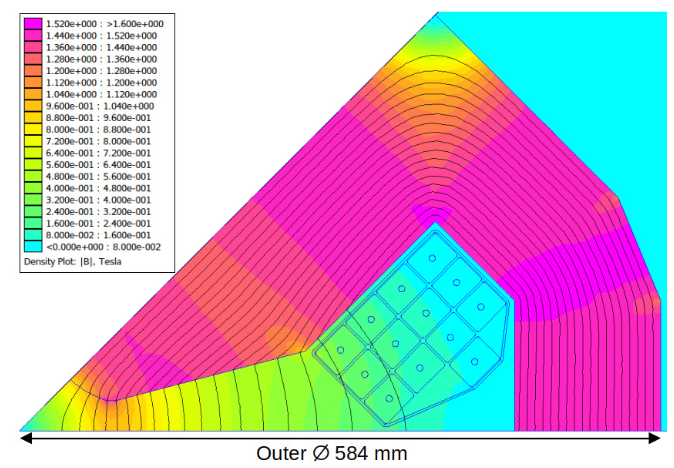 1.520e+000 : >1.600e+000
1.440e+000 : 1.520e+000
1.360e+000 : 1.440e+000
1.280e+000 : 1.360e+000
1.200e+000 : 1.280e+000
1.120e+000 : 1.200e+000
1.040e+000 : 1.120e+000
9.600e-001 : 1.040e+000
8.800e-001 : 9.600e-001
8.000e-001 : 8.800e-001
7.200e-001 : 8.000e-001
6.400e-001 : 7.200e-001
5.600e-001 : 6.400e-001
4.800e-001 : 5.600e-001
4.000e-001 : 4.800e-001
3.200e-001 : 4.000e-001
2.400e-001 : 3.200e-001
1.600e-001 : 2.400e-001
8.000e-002 : 1.600e-001
<0.000e+000 : 8.000e-002
Density Plot: |B|, Tesla
Outer ∅ 584 mm